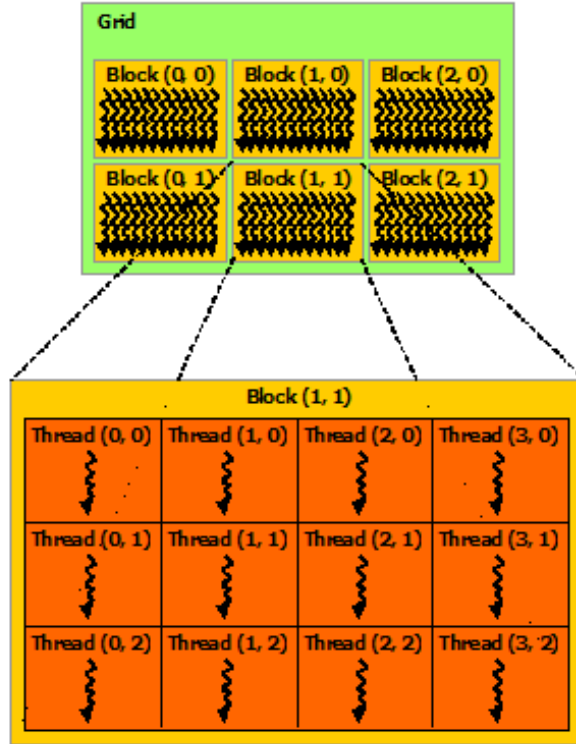 Grid
Block (0, 0) Block (1, 0) Block (2, 0)
Block (0, 1) Block (1, 1) Block (2, 1)
Block (1, 1)
Thread (0, 0) Thread (1, 0) Thread (2, 0) Thread (3, 0)
Thread (0, 1) Thread (1, 1) Thread (2, 1) Thread (3, 1)
Thread (0, 2) Thread (1, 2) Thread (2, 2) Thread (3, 2)